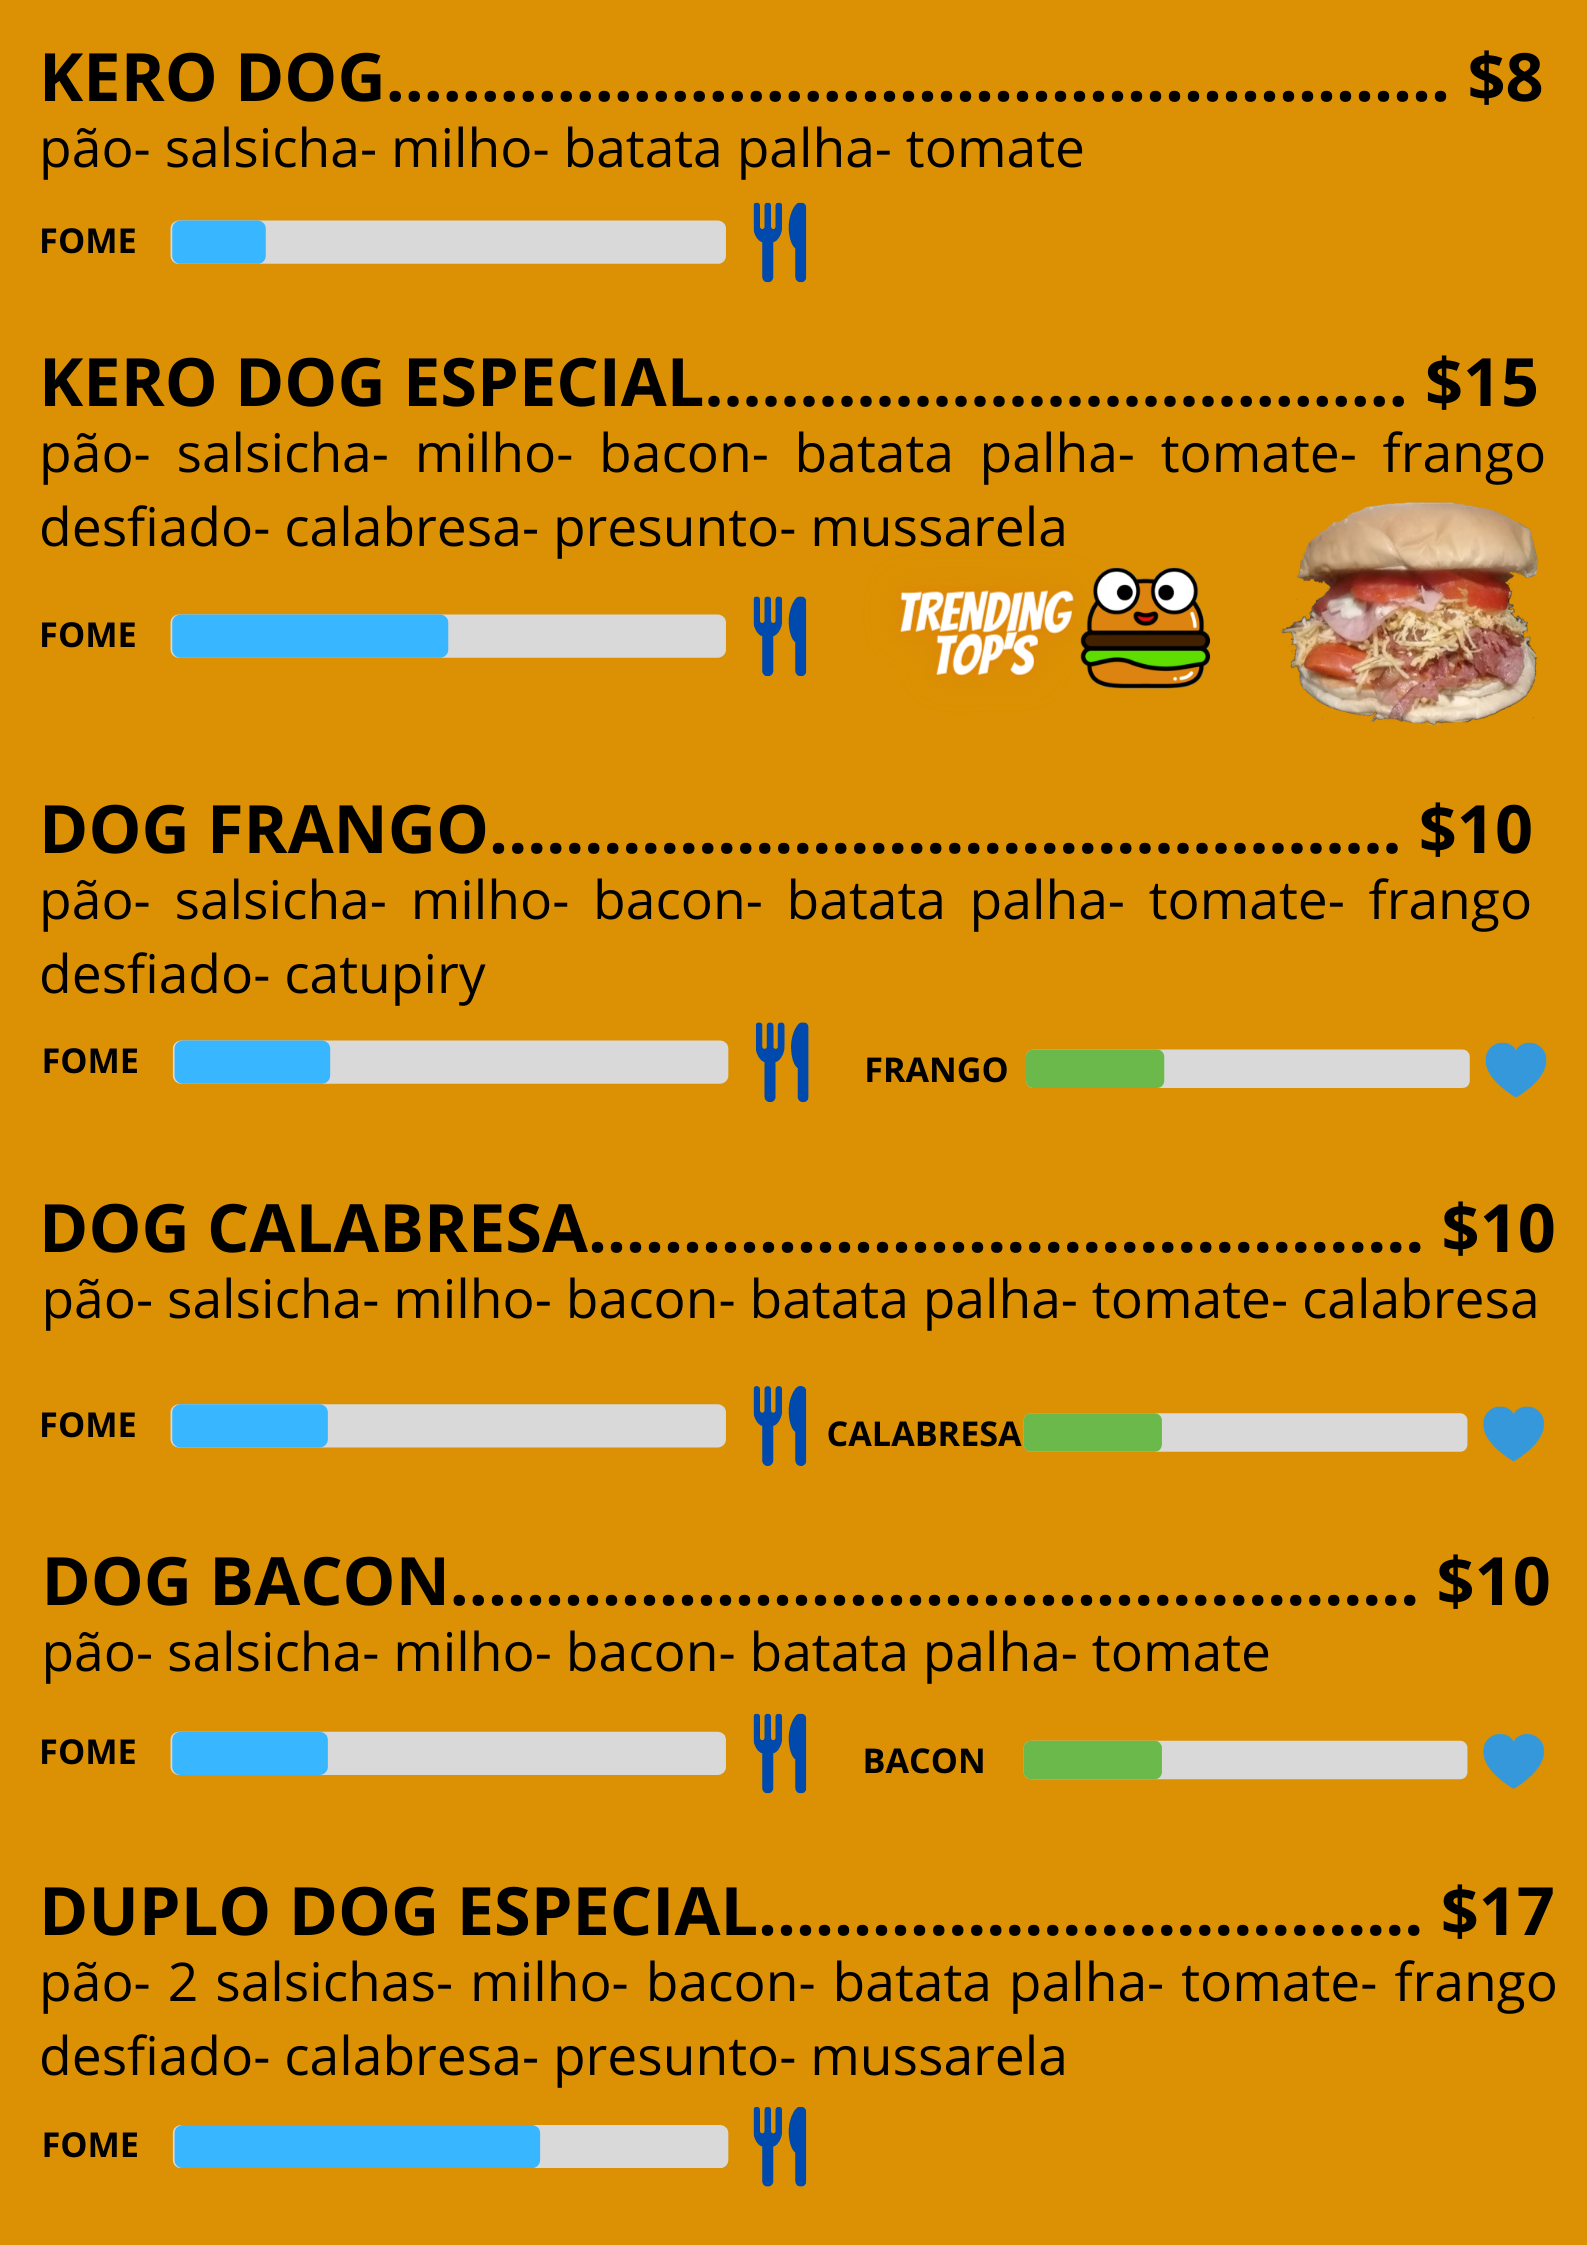 KERO DOG........................................................ $8
pão- salsicha- milho- batata palha- tomate
FOME
KERO DOG ESPECIAL..................................... $15
pão- salsicha- milho- bacon- batata palha- tomate- frango
desfiado- calabresa- presunto- mussarela
FOME
TRENDING
TOP'S
DOG FRANGO................................................ $10
pão- salsicha- milho- bacon- batata palha- tomate- frango
desfiado- catupiry
FOME
FRANGO
DOG CALABRESA............................................ $10
pão- salsicha- milho- bacon- batata palha- tomate- calabresa
FOME
CALABRESA
DOG BACON................................................... $10
pão- salsicha- milho- bacon- batata palha- tomate
FOME
BACON
DUPLO DOG ESPECIAL................................... $17
pão- 2 salsichas- milho- bacon- batata palha- tomate- frango
desfiado- calabresa- presunto- mussarela
FOME